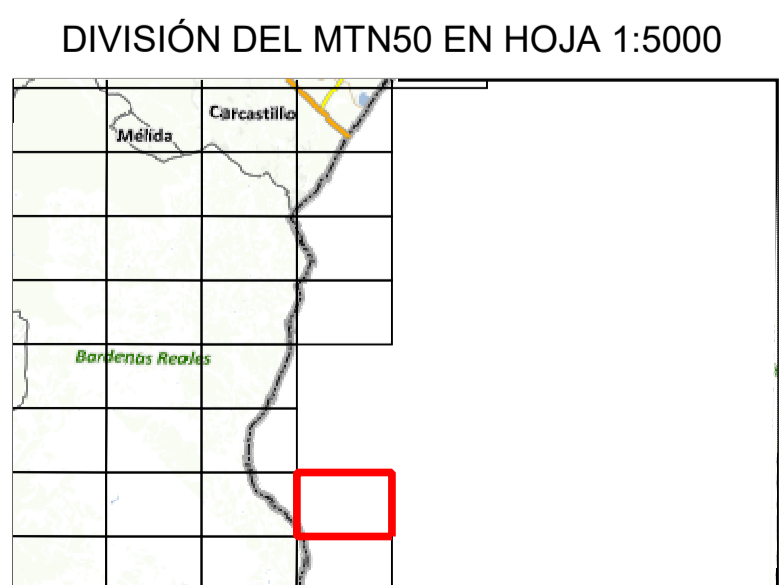 DIVISIÓN DEL MTN50 EN HOJA 1:5000
Carcastillo
Mélida
Bardenas Reales